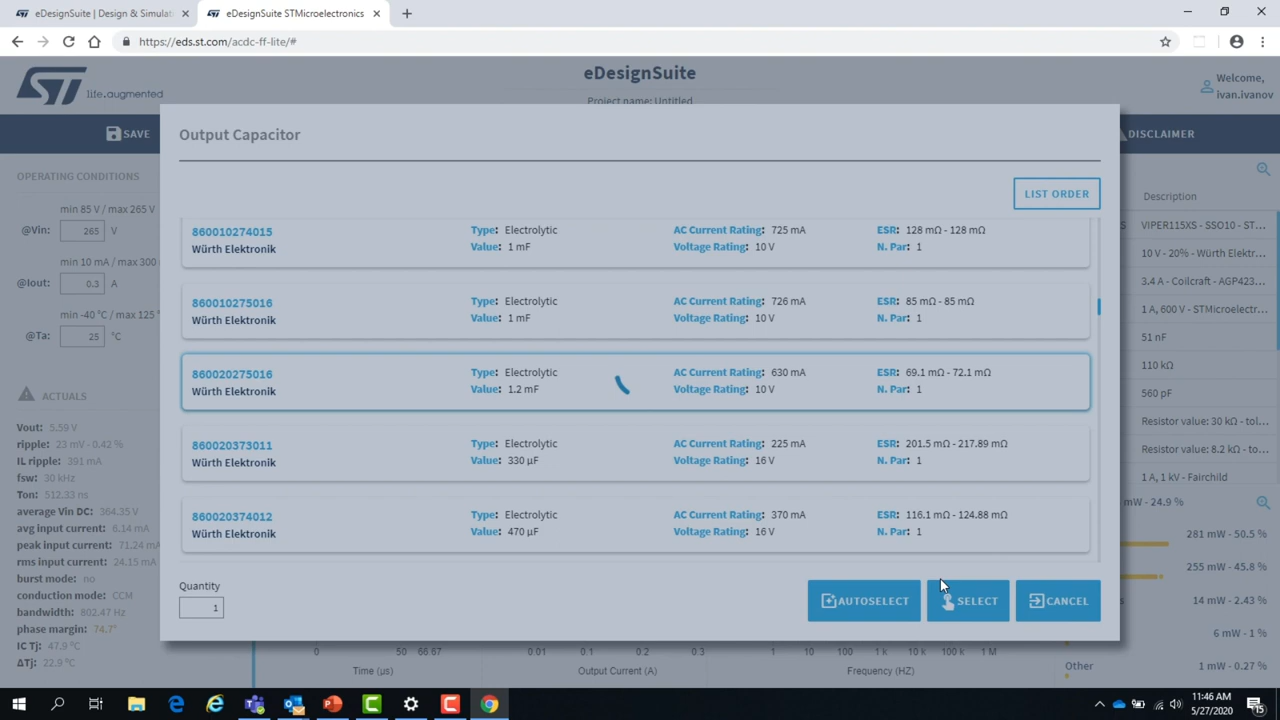 eDesignSuite | Design & Simulat
eDesignSuite STMicroelectronics
https://eds.st.com/acdc-ff-lite/#
ST
life.augmented
eDesignSuite
Project name: Untitled
Welcome,
ivan.ivanov
SAVE
DISCLAIMER
OPERATING CONDITIONS
min 85 V / max 265 V
@Vin: 265 V
min 10 mA / max 300
@Iout: 0.3 A
min -40 °C / max 125 °
@Ta: 25 °C
ACTUALS
Vout: 5.59 V
ripple: 23 mV - 0.42 %
IL ripple: 391 mA
fsw: 30 kHz
Ton: 512.33 ns
average Vin DC: 364.35 V
avg input current: 6.14 mA
peak input current: 71.24 mA
rms input current: 24.15 mA
burst mode: no
conduction mode: CCM
bandwidth: 802.47 Hz
phase margin: 74.7°
IC Tj: 47.9 °C
ΔTj: 22.9 °C
Output Capacitor
LIST ORDER
860010274015
Würth Elektronik
Type: Electrolytic
Value: 1 mF
AC Current Rating: 725 mA
Voltage Rating: 10 V
ESR: 128 mΩ - 128 mΩ
N. Par: 1
860010275016
Würth Elektronik
Type: Electrolytic
Value: 1 mF
AC Current Rating: 726 mA
Voltage Rating: 10 V
ESR: 85 mΩ - 85 mΩ
N. Par: 1
860020275016
Würth Elektronik
Type: Electrolytic
Value: 1.2 mF
AC Current Rating: 630 mA
Voltage Rating: 10 V
ESR: 69.1 mΩ - 72.1 mΩ
N. Par: 1
860020373011
Würth Elektronik
Type: Electrolytic
Value: 330 µF
AC Current Rating: 225 mA
Voltage Rating: 16 V
ESR: 201.5 mΩ - 217.89 mΩ
N. Par: 1
860020374012
Würth Elektronik
Type: Electrolytic
Value: 470 µF
AC Current Rating: 370 mA
Voltage Rating: 16 V
ESR: 116.1 mΩ - 124.88 mΩ
N. Par: 1
Quantity
1
AUTOSELECT
SELECT
CANCEL
Description
S VIPER115XS - SSO10 - ST...
10 V - 20% - Würth Elektr...
3.4 A - Coilcraft - AGP423...
1 A, 600 V - STMicroelectr...
51 nF
110 kΩ
560 pF
Resistor value: 30 kΩ - tol...
Resistor value: 8.2 kΩ - to...
1 A, 1 kV - Fairchild
mW - 24.9 %
281 mW - 50.5 %
255 mW - 45.8 %
s 14 mW - 2.43 %
6 mW - 1 %
Other 1 mW - 0.27 %
0 50 66.67
Time (µs)
0.01 0.1 0.2 0.3
Output Current (A)
1 10 100 1 k 10 k 100 k 1 M
Frequency (HZ)
11:46 AM
5/27/2020
15